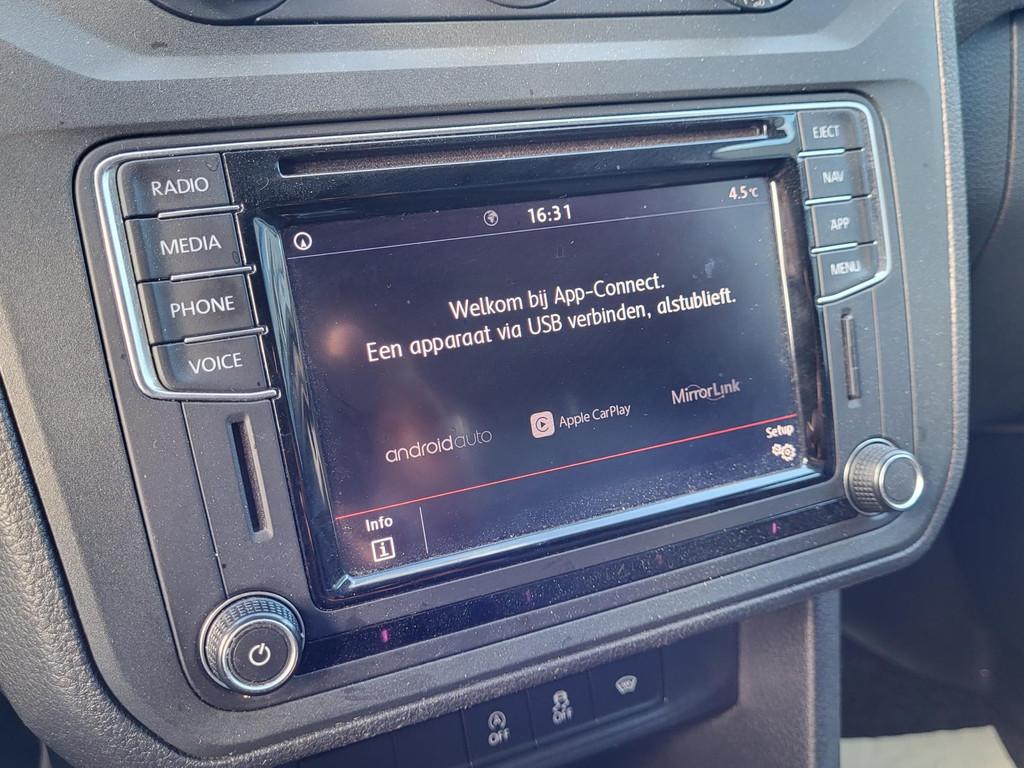 RADIO
MEDIA
PHONE
VOICE
EJECT
NAV
APP
MENU
16:31
4.5°C
Welkom bij App-Connect.
Een apparaat via USB verbinden, alstublieft.
androidauto
Apple CarPlay
MirrorLink
Setup
Info
i
A
OFF
OFF